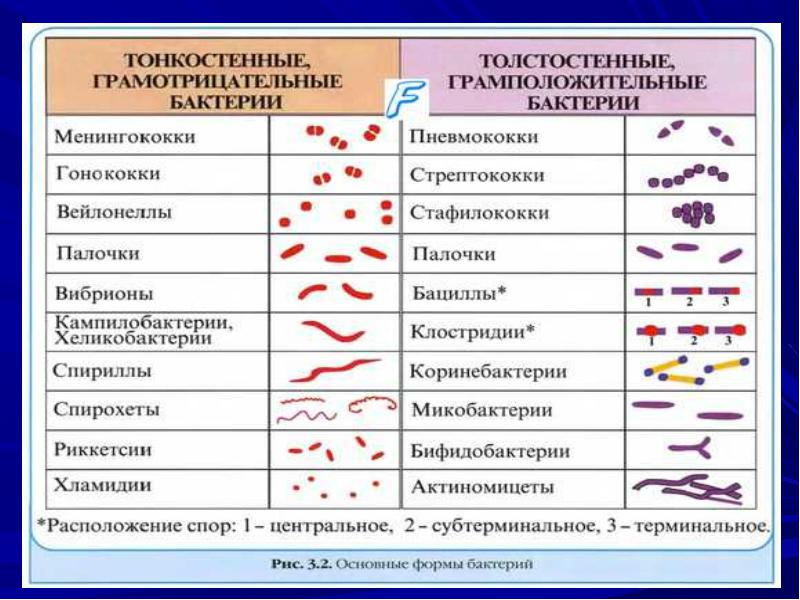 ТОНКОСТЕННЫЕ,
ГРАМОТРИЦАТЕЛЬНЫЕ
БАКТЕРИИ
ТОЛСТОСТЕННЫЕ,
ГРАМПОЛОЖИТЕЛЬНЫЕ
БАКТЕРИИ
F
Менингококки
Пневмококки
Гонококки
Стрептококки
Вейлонеллы
Стафилококки
Палочки
Палочки
Вибрионы
Бациллы*
1 2 3
Кампилобактерии,
Хеликобактерии
Клостридии*
1 2 3
Спириллы
Коринебактерии
Спирохеты
Микобактерии
Риккетсии
Бифидобактерии
Хламидии
Актиномицеты
*Расположение спор: 1 – центральное, 2 – субтерминальное, 3 – терминальное.
Рис. 3.2. Основные формы бактерий